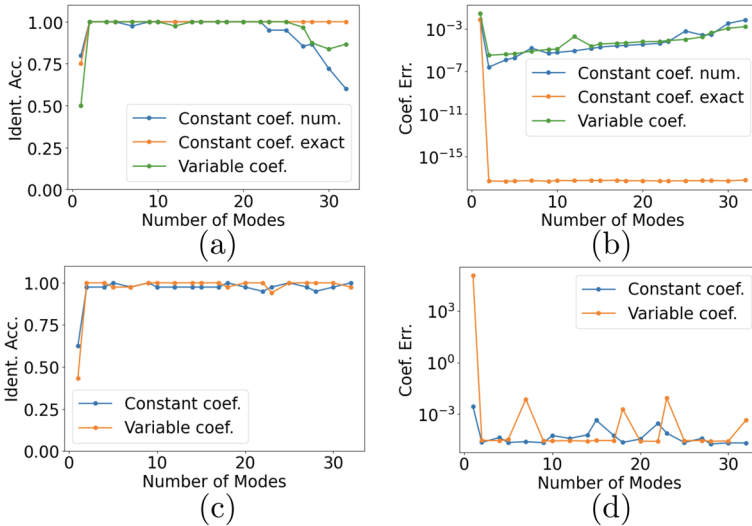 1.00
0.75
0.50
0.25
0.00
Ident. Acc.
Constant coef. num.
Constant coef. exact
Variable coef.
0
10
20
30
Number of Modes
(a)
10⁻³
10⁻⁷
10⁻¹¹
10⁻¹⁵
Coef. Err.
Constant coef. num.
Constant coef. exact
Variable coef.
0
10
20
30
Number of Modes
(b)
1.00
0.75
0.50
0.25
0.00
Ident. Acc.
Constant coef.
Variable coef.
0
10
20
30
Number of Modes
(c)
10³
10⁰
10⁻³
Coef. Err.
Constant coef.
Variable coef.
0
10
20
30
Number of Modes
(d)